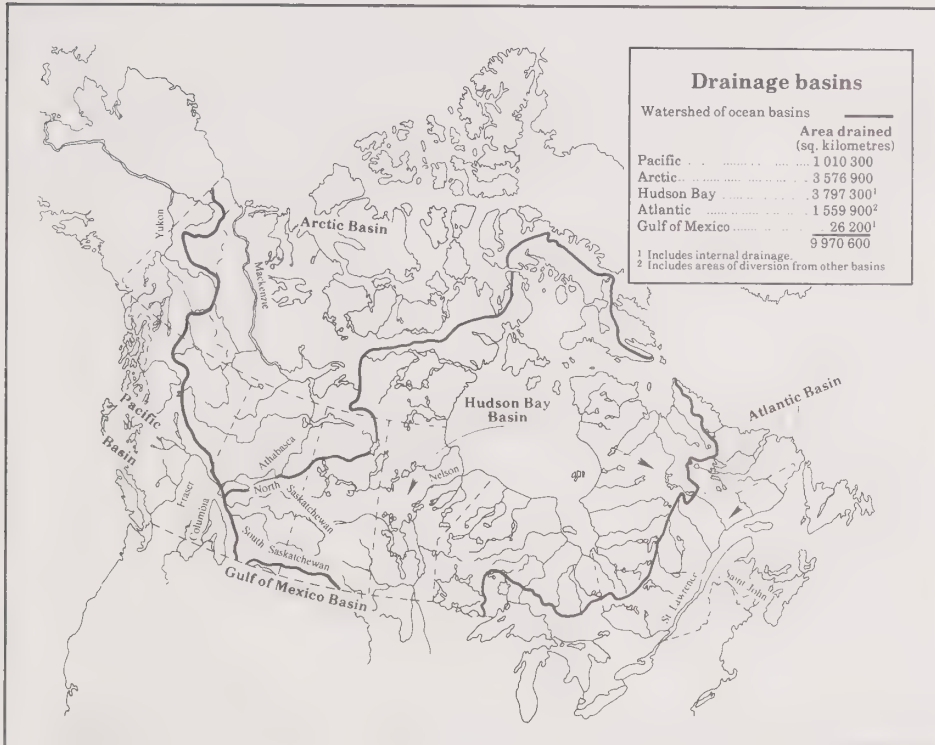 Drainage basins
Watershed of ocean basins
Area drained
(sq. kilometres)
Pacific . . ....... .. .... 1 010 300
Arctic.. ... .................. . . 3 576 900
Hudson Bay .............. . 3 797 300¹
Atlantic ...... .............. . . 1 559 900²
Gulf of Mexico ...... ... . . 26 200¹
9 970 600
¹ Includes internal drainage.
² Includes areas of diversion from other basins
Yukon
Arctic Basin
Mackenzie
Hudson Bay
Basin
Atlantic Basin
Pacific
Basin
Athabasca
Nelson
North Saskatchewan
Fraser
Columbia
South Saskatchewan
Gulf of Mexico Basin
St. Lawrence
Saint John